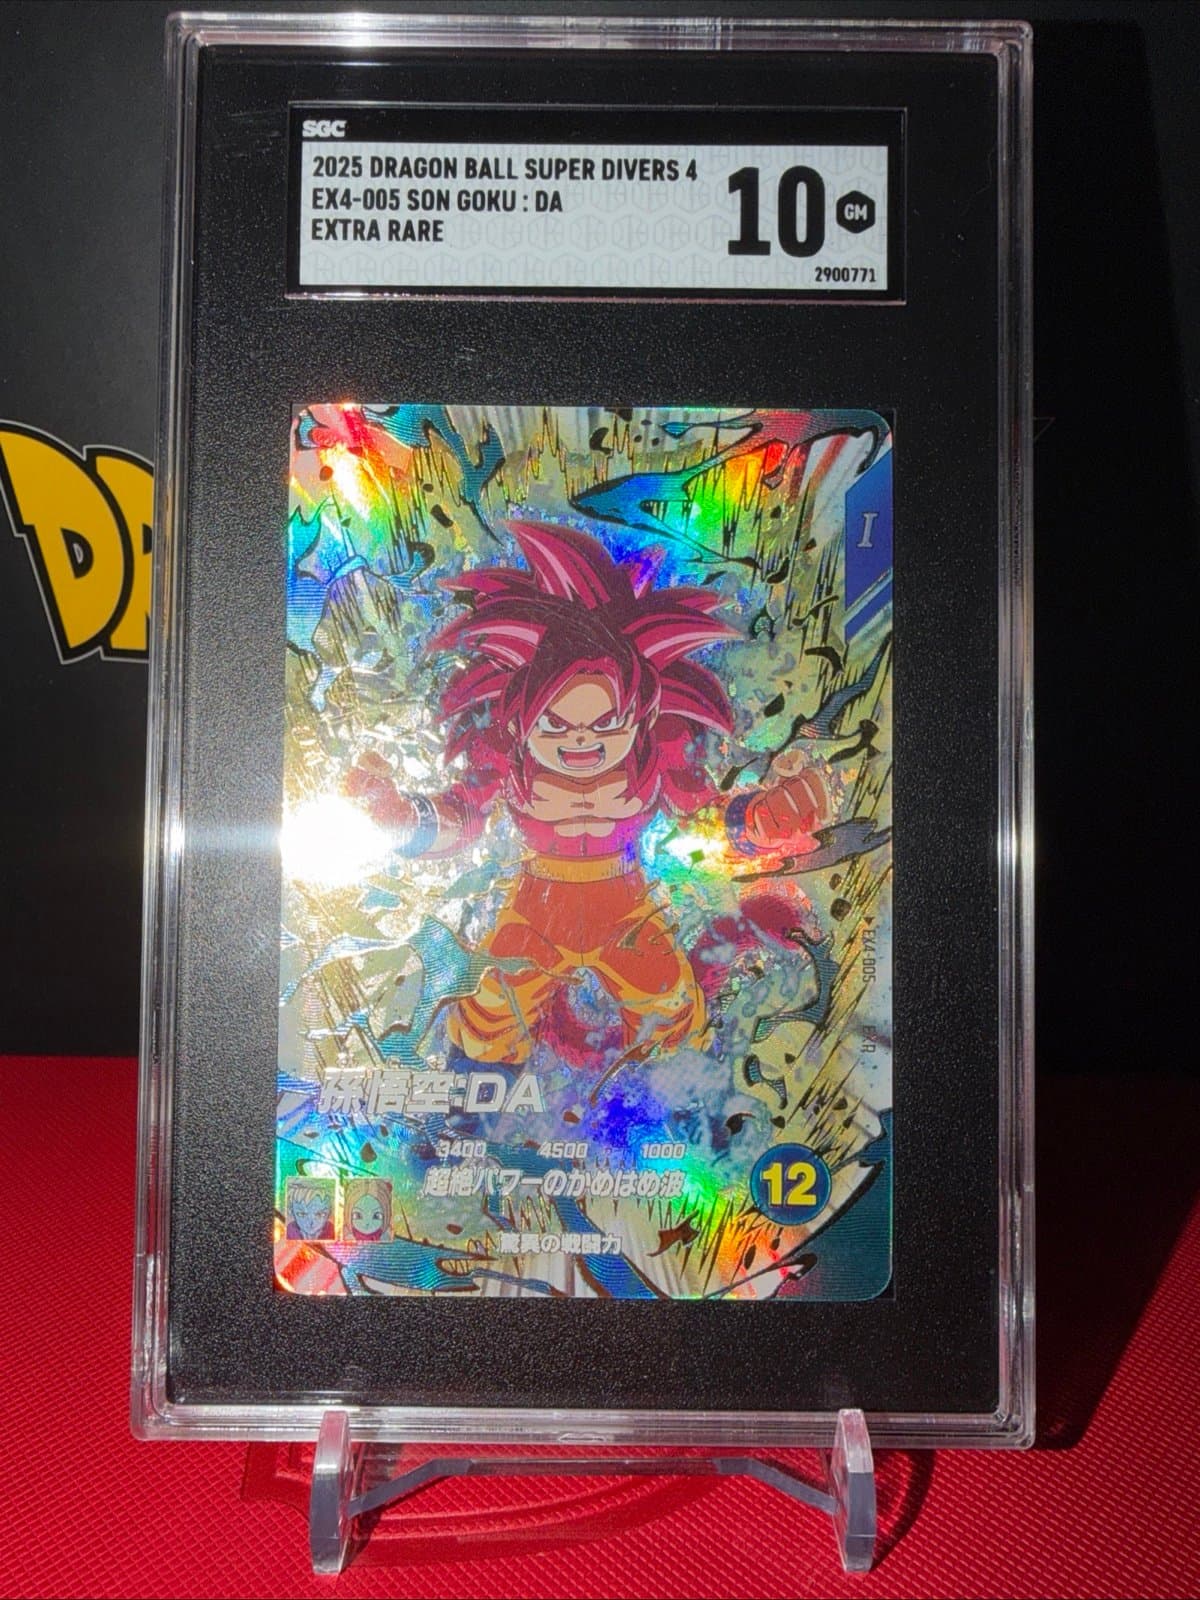 SGC
2025 DRAGON BALL SUPER DIVERS 4
EX4-005 SON GOKU : DA
EXTRA RARE
10 GM
2900771
DR
I
EX4-005 EXR
孫悟空:DA
3400 4500 1000
超絶パワーのかめはめ波
12
驚異の戦闘力